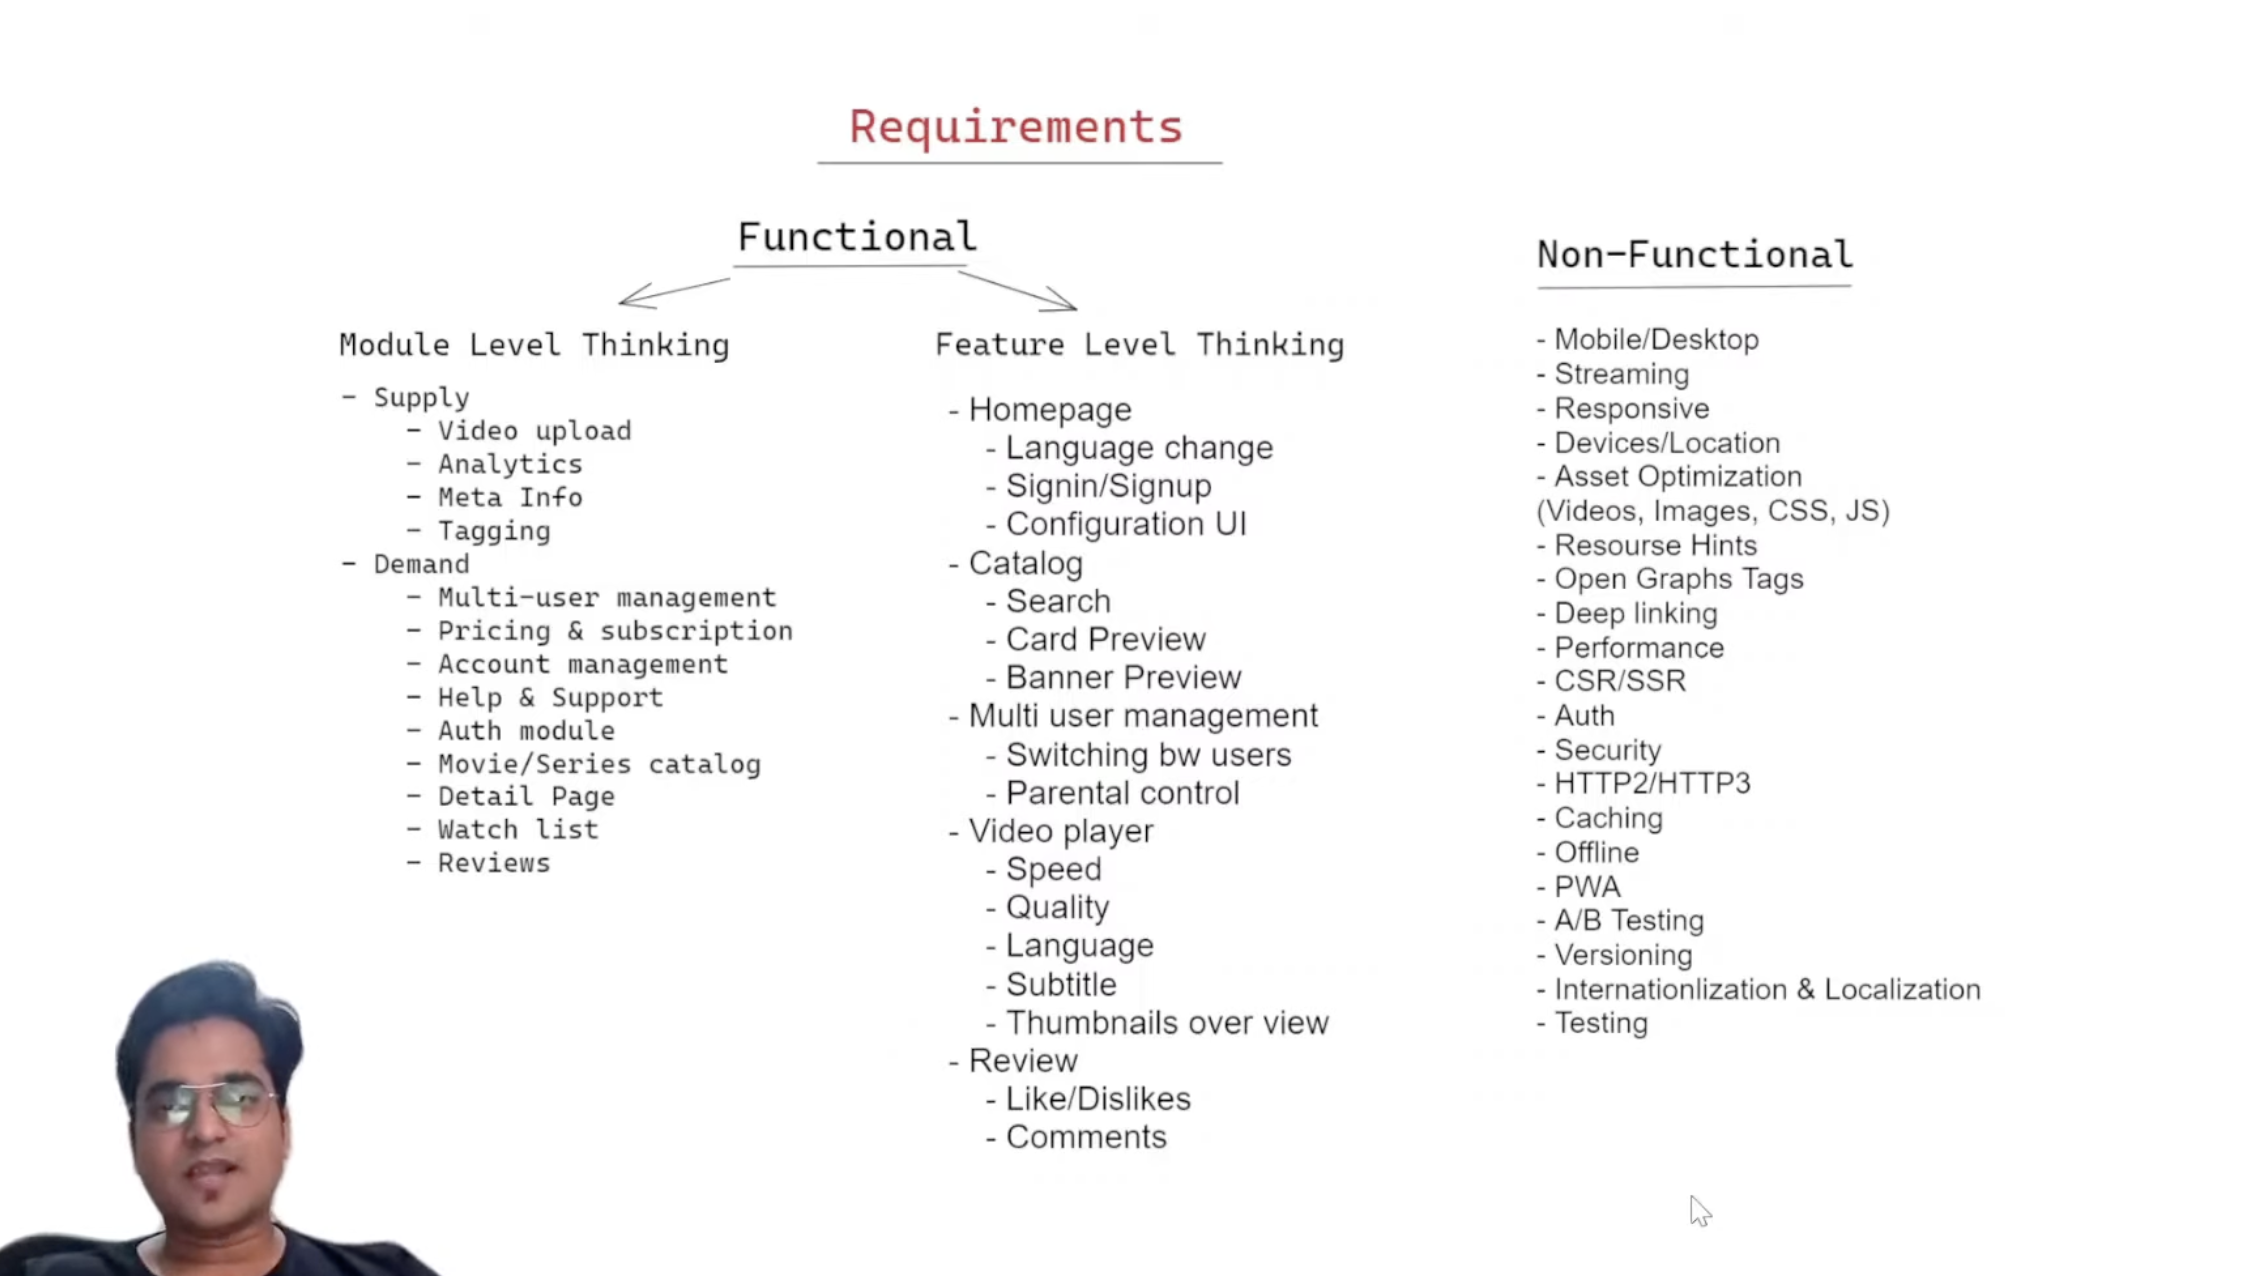 Requirements
Functional
Module Level Thinking
- Supply
- Video upload
- Analytics
- Meta Info
- Tagging
- Demand
- Multi-user management
- Pricing & subscription
- Account management
- Help & Support
- Auth module
- Movie/Series catalog
- Detail Page
- Watch list
- Reviews
Feature Level Thinking
- Homepage
- Language change
- Signin/Signup
- Configuration UI
- Catalog
- Search
- Card Preview
- Banner Preview
- Multi user management
- Switching bw users
- Parental control
- Video player
- Speed
- Quality
- Language
- Subtitle
- Thumbnails over view
- Review
- Like/Dislikes
- Comments
Non-Functional
- Mobile/Desktop
- Streaming
- Responsive
- Devices/Location
- Asset Optimization
(Videos, Images, CSS, JS)
- Resourse Hints
- Open Graphs Tags
- Deep linking
- Performance
- CSR/SSR
- Auth
- Security
- HTTP2/HTTP3
- Caching
- Offline
- PWA
- A/B Testing
- Versioning
- Internationlization & Localization
- Testing